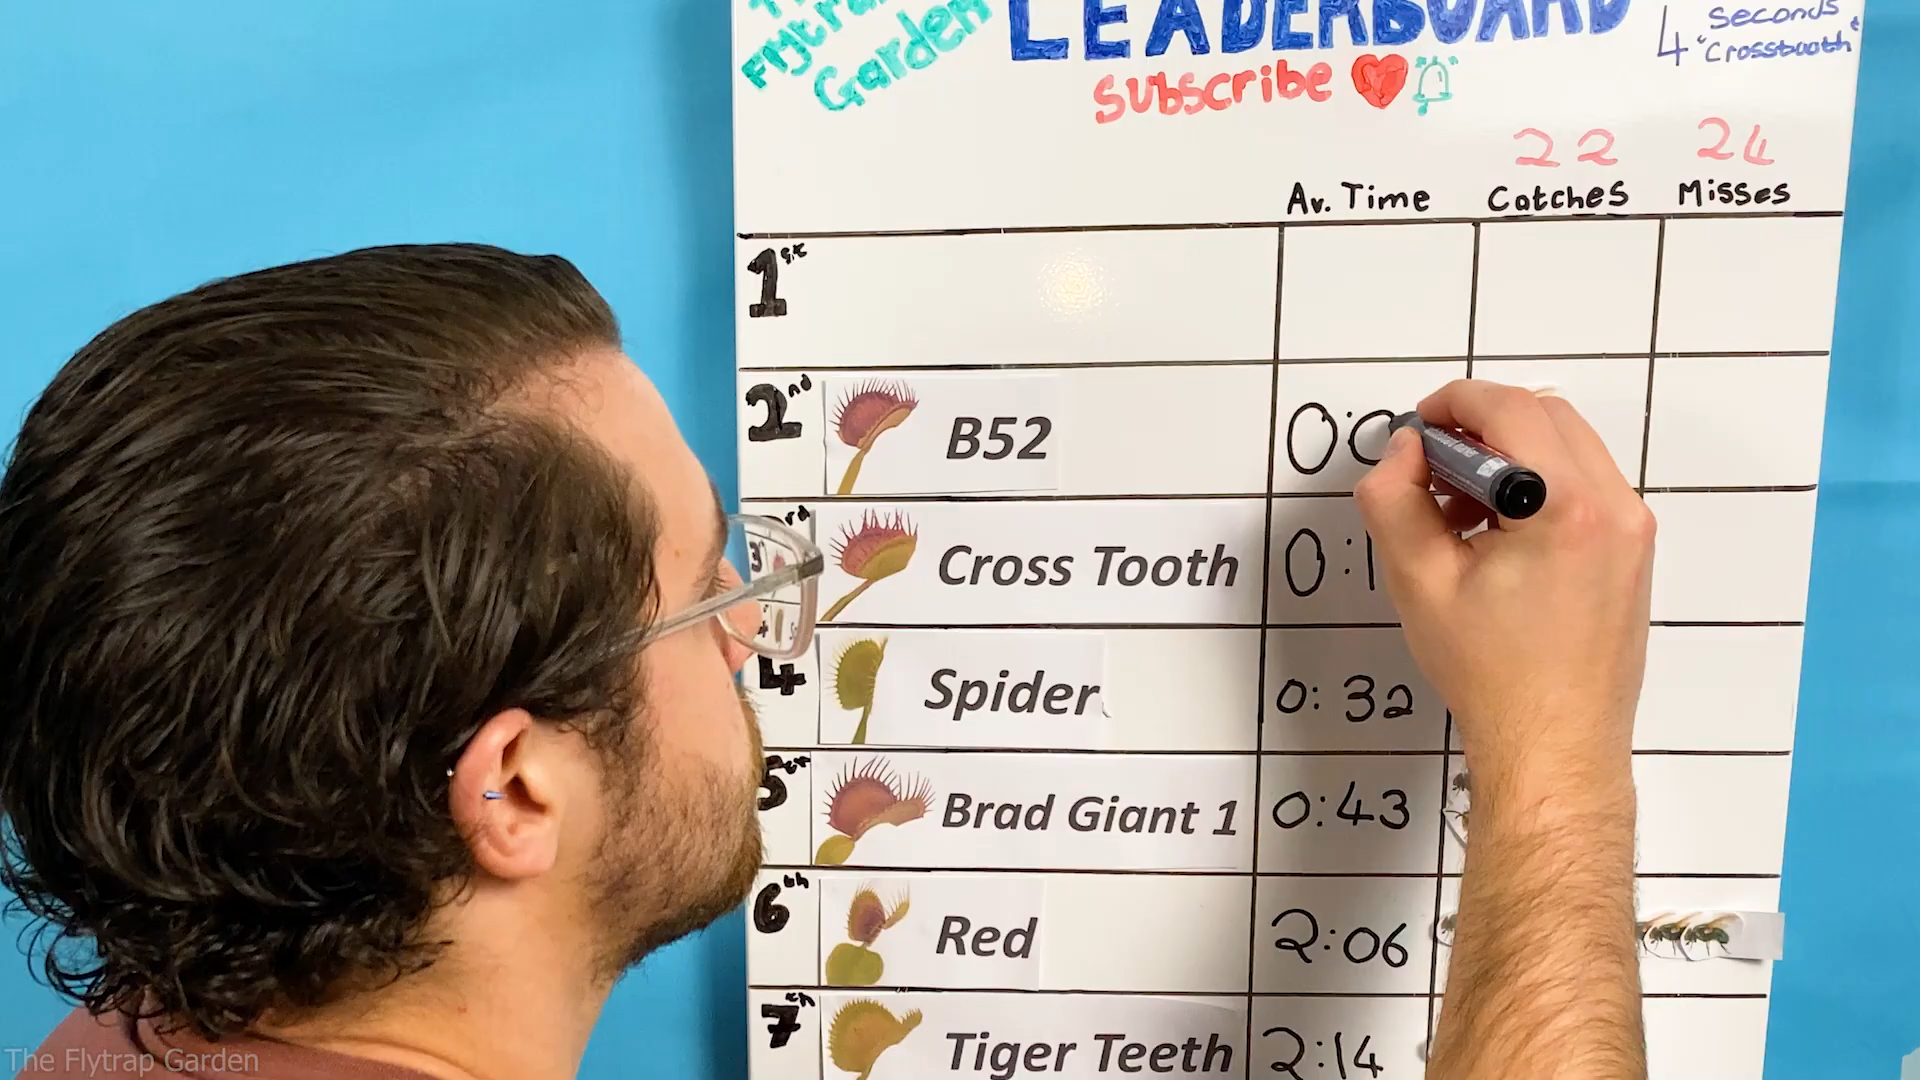 Flytrap
Garden
LEADERBOARD
Subscribe
Seconds
4 "Crosstooth"
22 24
Av. Time Catches Misses
1st
2nd B52 0:0
3rd Cross Tooth 0:1
4 Spider 0:32
5th Brad Giant 1 0:43
6th Red 2:06
7th Tiger Teeth 2:14
The Flytrap Garden